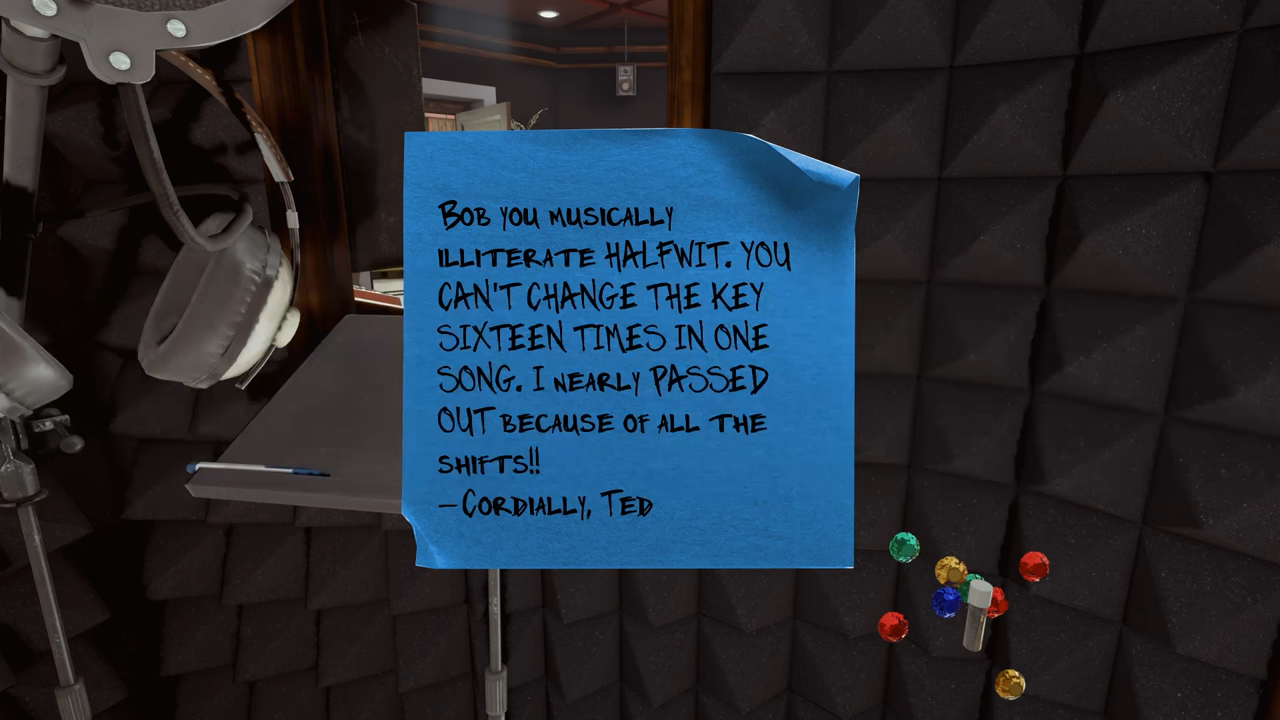 Bob you musically
illiterate HALFWIT. YOU
CAN'T CHANGE THE KEY
SIXTEEN TIMES IN ONE
SONG. I nearly PASSED
OUT because of all the
shifts!!
–Cordially, Ted